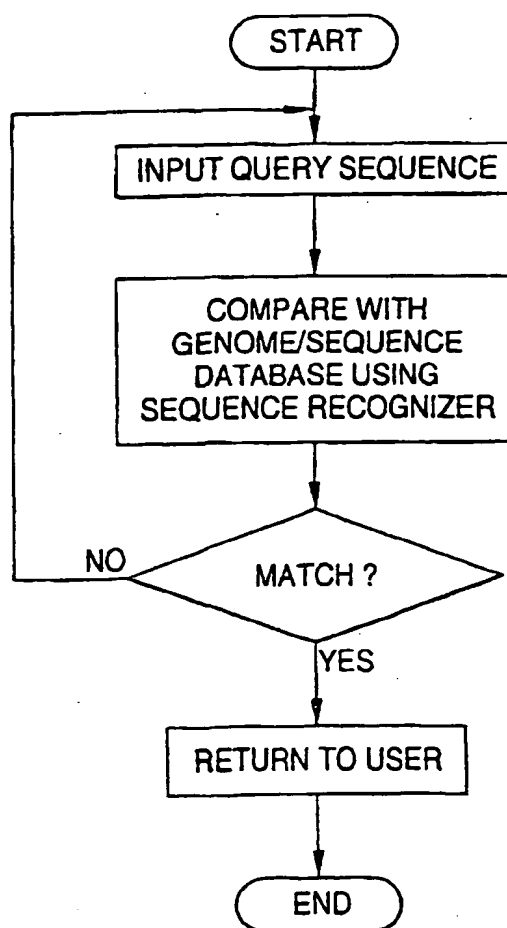 START
INPUT QUERY SEQUENCE
COMPARE WITH
GENOME/SEQUENCE
DATABASE USING
SEQUENCE RECOGNIZER
NO
MATCH ?
YES
RETURN TO USER
END